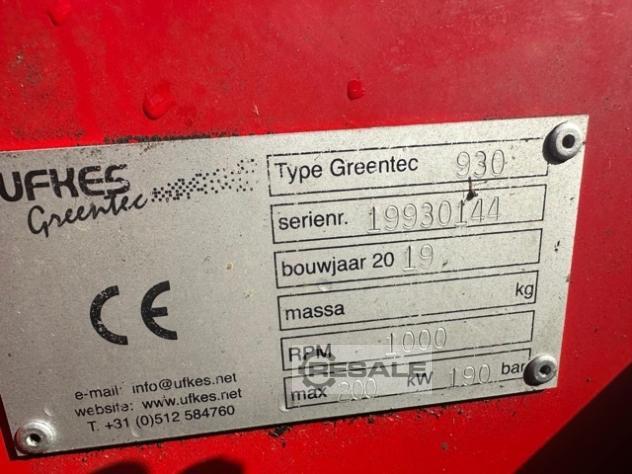 UFKES
Greentec
Type Greentec 930
serienr. 19930144
bouwjaar 20 19
massa kg
RPM 1000
max 200 kW 190 bar
CE
e-mail: info@ufkes.net
website: www.ufkes.net
T. +31 (0)512 584760
RESALE